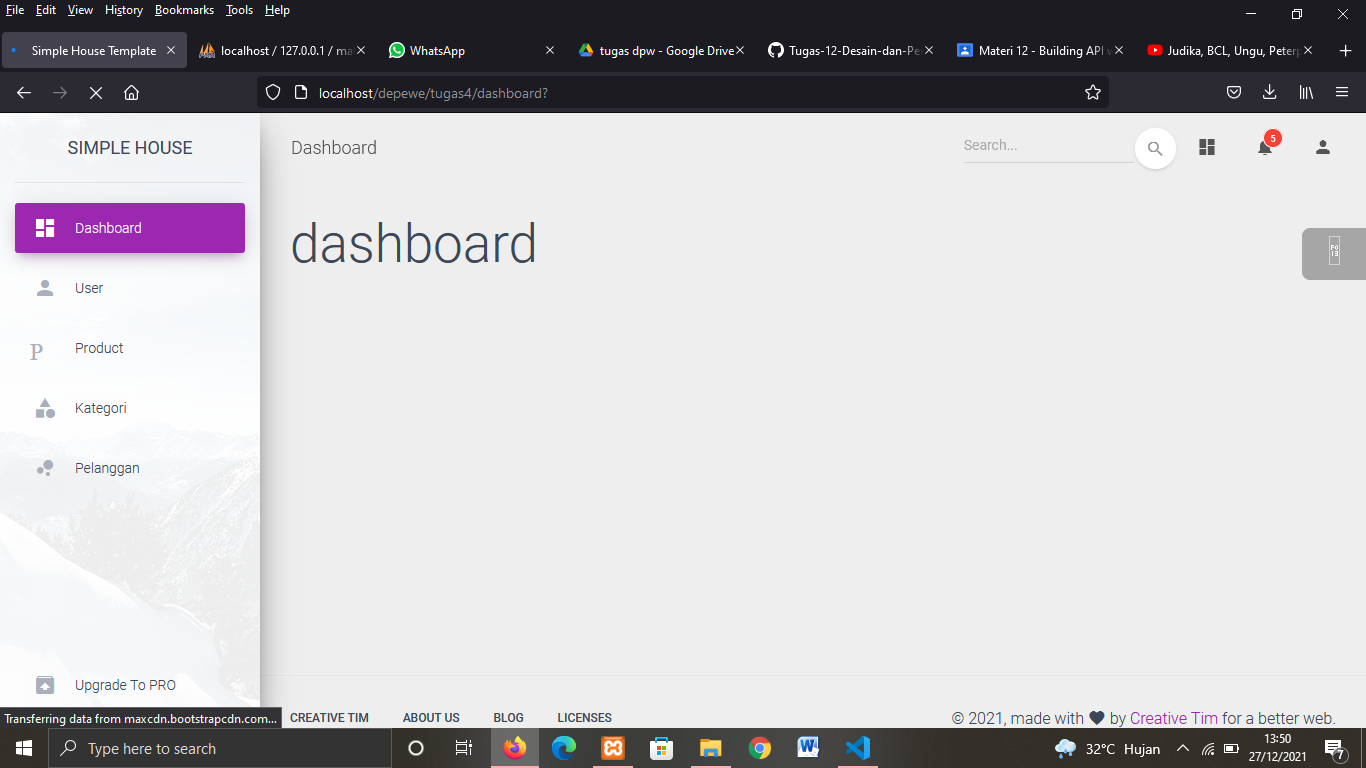 File Edit View History Bookmarks Tools Help
Simple House Template
localhost / 127.0.0.1 / ma
WhatsApp
tugas dpw - Google Drive
Tugas-12-Desain-dan-Pe
Materi 12 - Building API v
Judika, BCL, Ungu, Peterp
localhost/depewe/tugas4/dashboard?
SIMPLE HOUSE
Dashboard
Search...
5
Dashboard
dashboard
F0
13
User
P Product
Kategori
Pelanggan
Upgrade To PRO
Transferring data from maxcdn.bootstrapcdn.com...
CREATIVE TIM ABOUT US BLOG LICENSES
© 2021, made with by Creative Tim for a better web.
Type here to search
32°C Hujan
13:50
27/12/2021
7